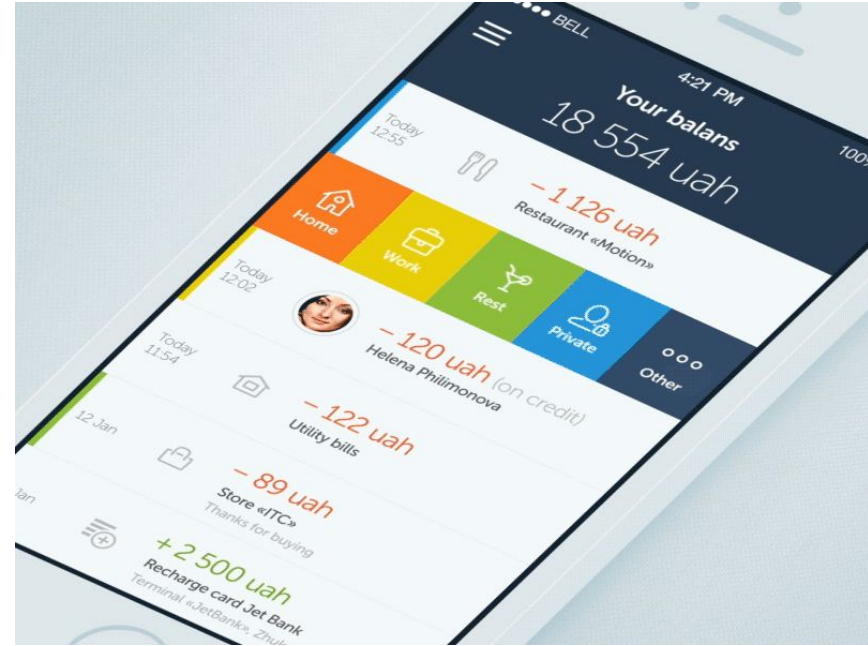 BELL
4:21 PM
100%
Your balans
18 554 uah
Today
12:55
– 1 126 uah
Restaurant «Motion»
Home
Work
Rest
Private
Other
Today
12:02
– 120 uah (on credit)
Helena Philimonova
Today
11:54
– 122 uah
Utility bills
12 Jan
– 89 uah
Store «ITC»
Thanks for buying
Jan
+ 2 500 uah
Recharge card Jet Bank
Terminal «JetBank», Zhuk